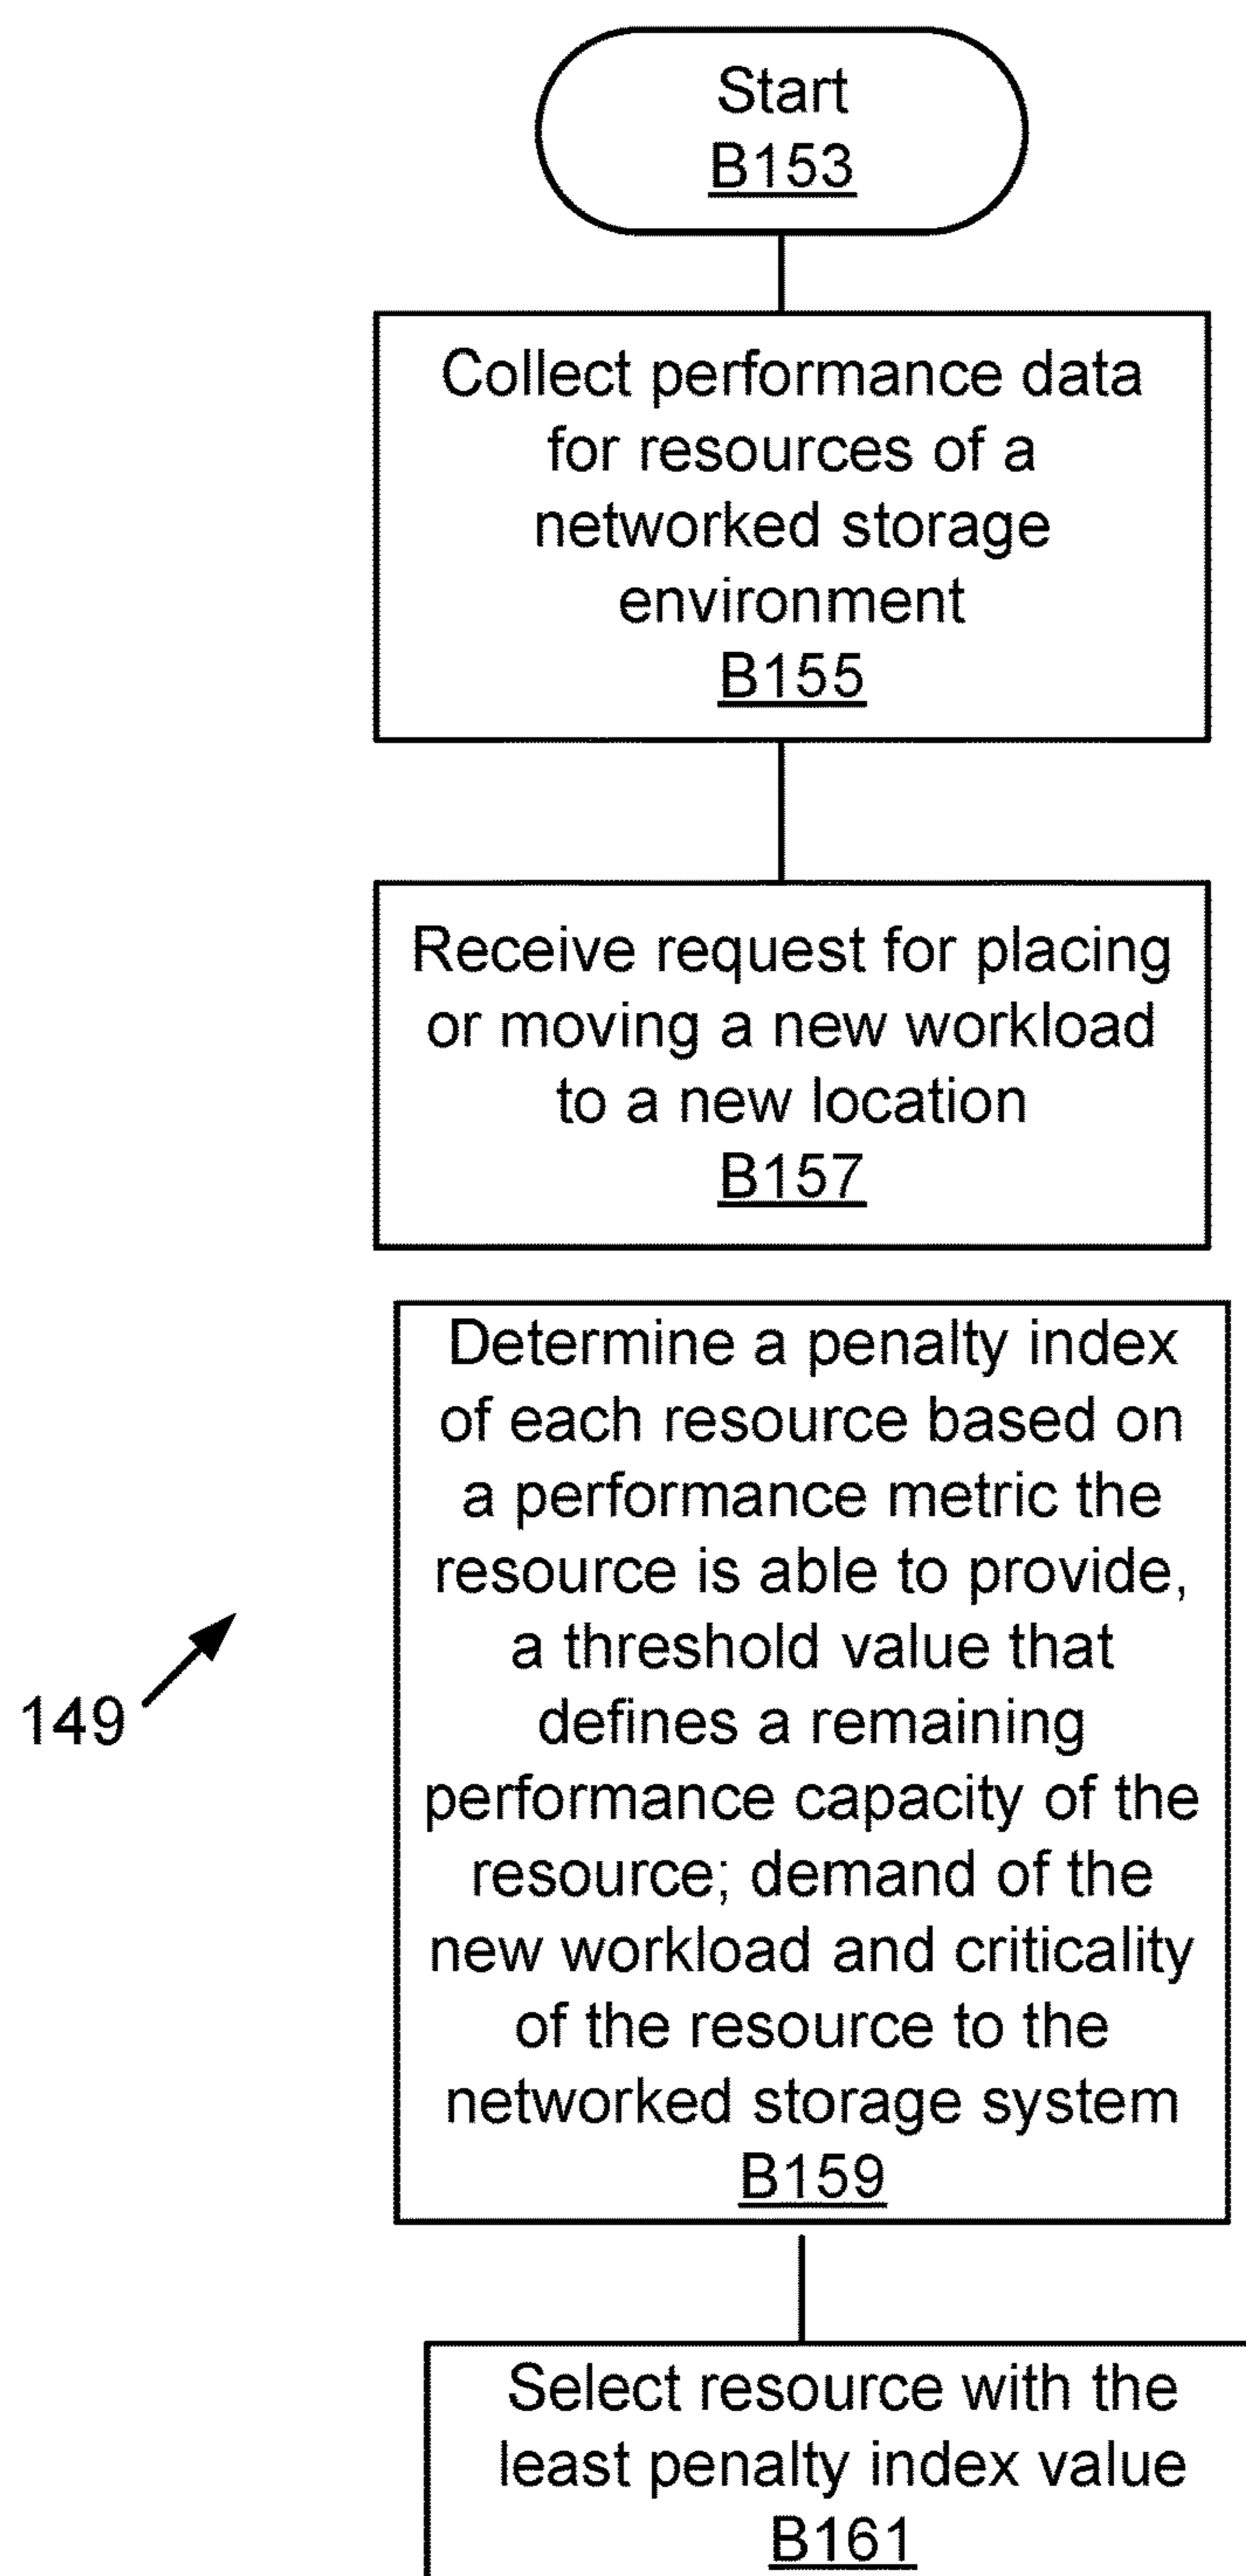 Start
B153
Collect performance data
for resources of a
networked storage
environment
B155
Receive request for placing
or moving a new workload
to a new location
B157
Determine a penalty index
of each resource based on
a performance metric the
resource is able to provide,
a threshold value that
defines a remaining
performance capacity of the
resource; demand of the
new workload and criticality
of the resource to the
networked storage system
B159
149
Select resource with the
least penalty index value
B161